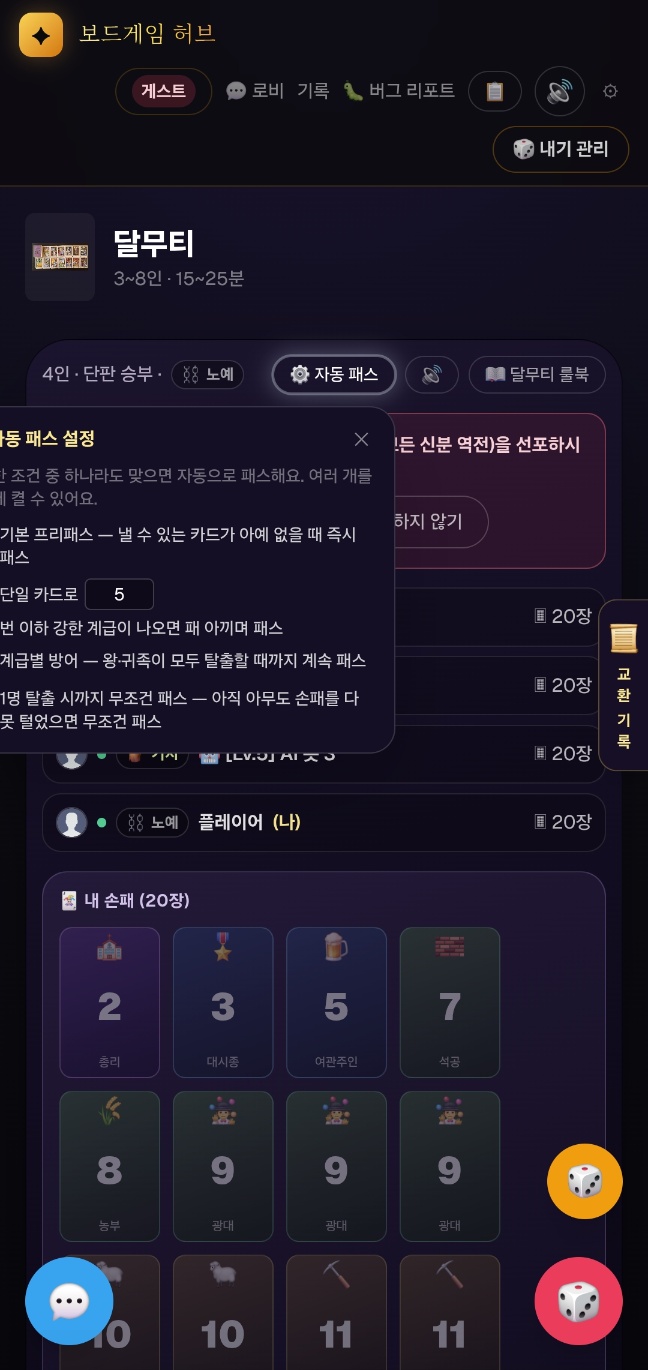 보드게임 허브
게스트 로비 기록 버그 리포트
내기 관리
달무티
3~8인 · 15~25분
4인 · 단판 승부 · 노예 자동 패스 달무티 룰북
패스 설정
조건 중 하나라도 맞으면 자동으로 패스해요. 여러 개를
켤 수 있어요.
기본 프리패스 — 낼 수 있는 카드가 아예 없을 때 즉시
패스
단일 카드로 5
번 이하 강한 계급이 나오면 패 아끼며 패스
계급별 방어 — 왕·귀족이 모두 탈출할 때까지 계속 패스
1명 탈출 시까지 무조건 패스 — 아직 아무도 손패를 다
못 털었으면 무조건 패스
신분 역전)을 선포하시
하지 않기
20장
20장
20장
교환 기록
노예 플레이어 (나) 20장
내 손패 (20장)
2 3 5 7
총리 대시종 여관주인 석공
8 9 9 9
농부 광대 광대 광대
10 10 11 11